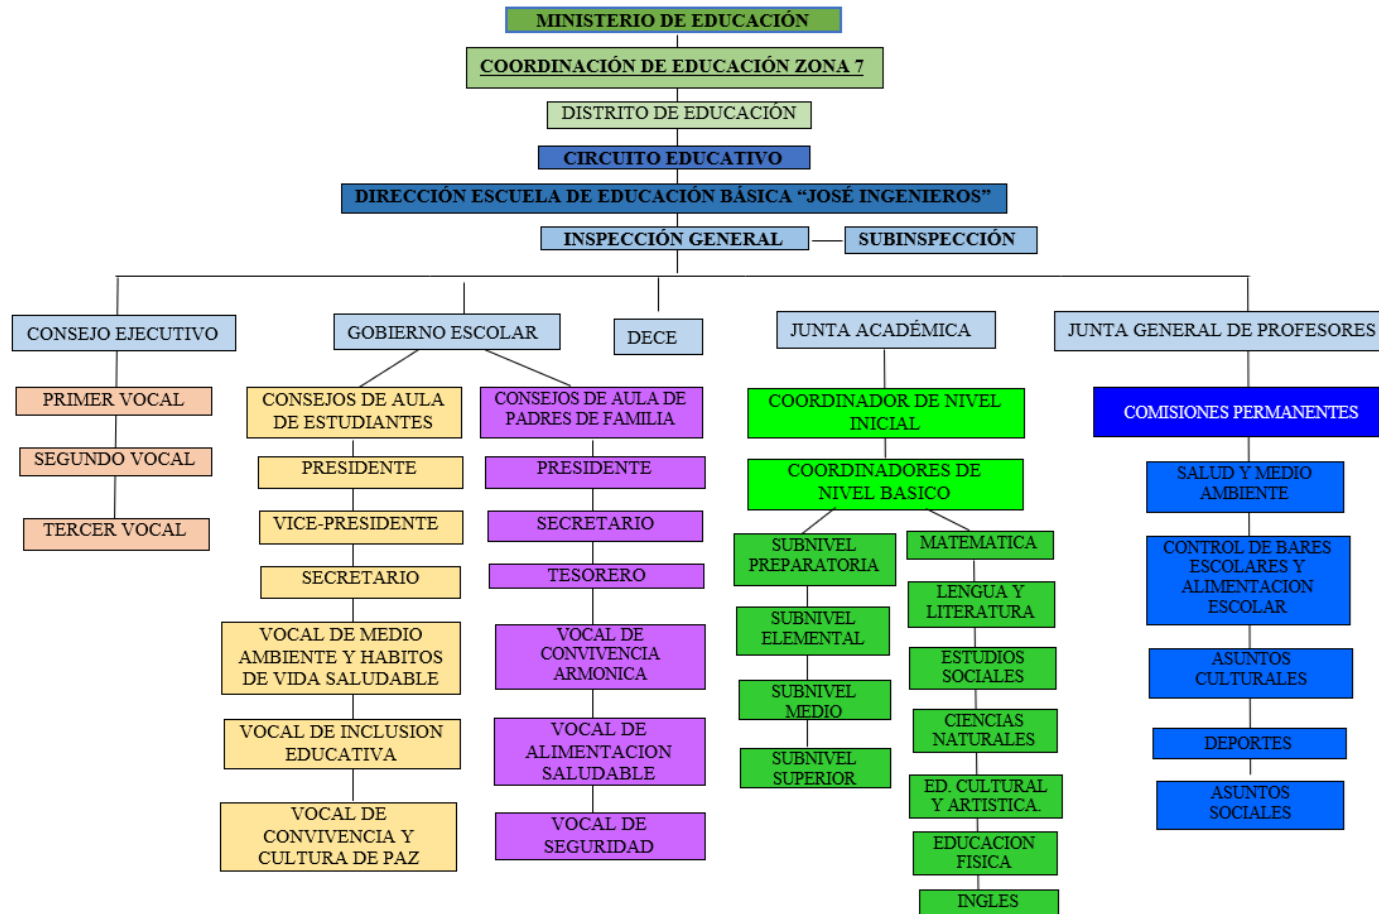 MINISTERIO DE EDUCACIÓN
COORDINACIÓN DE EDUCACIÓN ZONA 7
DISTRITO DE EDUCACIÓN
CIRCUITO EDUCATIVO
DIRECCIÓN ESCUELA DE EDUCACIÓN BÁSICA “JOSÉ INGENIEROS”
INSPECCIÓN GENERAL
SUBINSPECCIÓN
CONSEJO EJECUTIVO
PRIMER VOCAL
SEGUNDO VOCAL
TERCER VOCAL
GOBIERNO ESCOLAR
CONSEJOS DE AULA
DE ESTUDIANTES
PRESIDENTE
VICE-PRESIDENTE
SECRETARIO
VOCAL DE MEDIO
AMBIENTE Y HABITOS
DE VIDA SALUDABLE
VOCAL DE INCLUSION
EDUCATIVA
VOCAL DE
CONVIVENCIA Y
CULTURA DE PAZ
CONSEJOS DE AULA DE
PADRES DE FAMILIA
PRESIDENTE
SECRETARIO
TESORERO
VOCAL DE
CONVIVENCIA
ARMONICA
VOCAL DE
ALIMENTACION
SALUDABLE
VOCAL DE
SEGURIDAD
DECE
JUNTA ACADÉMICA
COORDINADOR DE NIVEL
INICIAL
COORDINADORES DE
NIVEL BASICO
SUBNIVEL
PREPARATORIA
SUBNIVEL
ELEMENTAL
SUBNIVEL
MEDIO
SUBNIVEL
SUPERIOR
MATEMATICA
LENGUA Y
LITERATURA
ESTUDIOS
SOCIALES
CIENCIAS
NATURALES
ED. CULTURAL
Y ARTISTICA.
EDUCACION
FISICA
INGLES
JUNTA GENERAL DE PROFESORES
COMISIONES PERMANENTES
SALUD Y MEDIO
AMBIENTE
CONTROL DE BARES
ESCOLARES Y
ALIMENTACION
ESCOLAR
ASUNTOS
CULTURALES
DEPORTES
ASUNTOS
SOCIALES